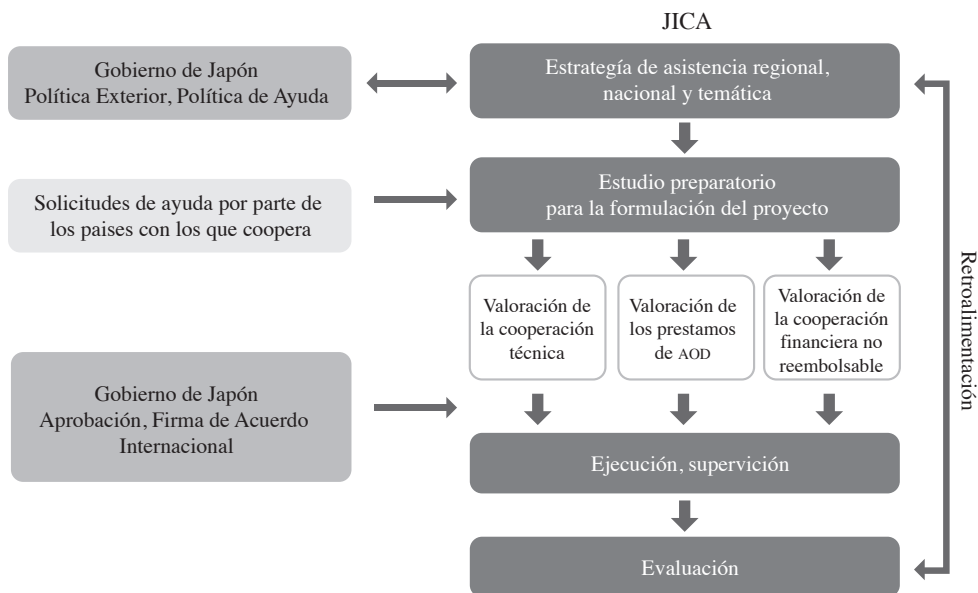 JICA
Gobierno de Japón
Política Exterior, Política de Ayuda
Estrategía de asistencia regional,
nacional y temática
Solicitudes de ayuda por parte de
los paises con los que coopera
Estudio preparatorio
para la formulación del proyecto
Valoración de
la cooperación
técnica
Valoración de
los prestamos
de AOD
Valoración de
la cooperación
financiera no
reembolsable
Gobierno de Japón
Aprobación, Firma de Acuerdo
Internacional
Ejecución, supervición
Evaluación
Retroalimentación